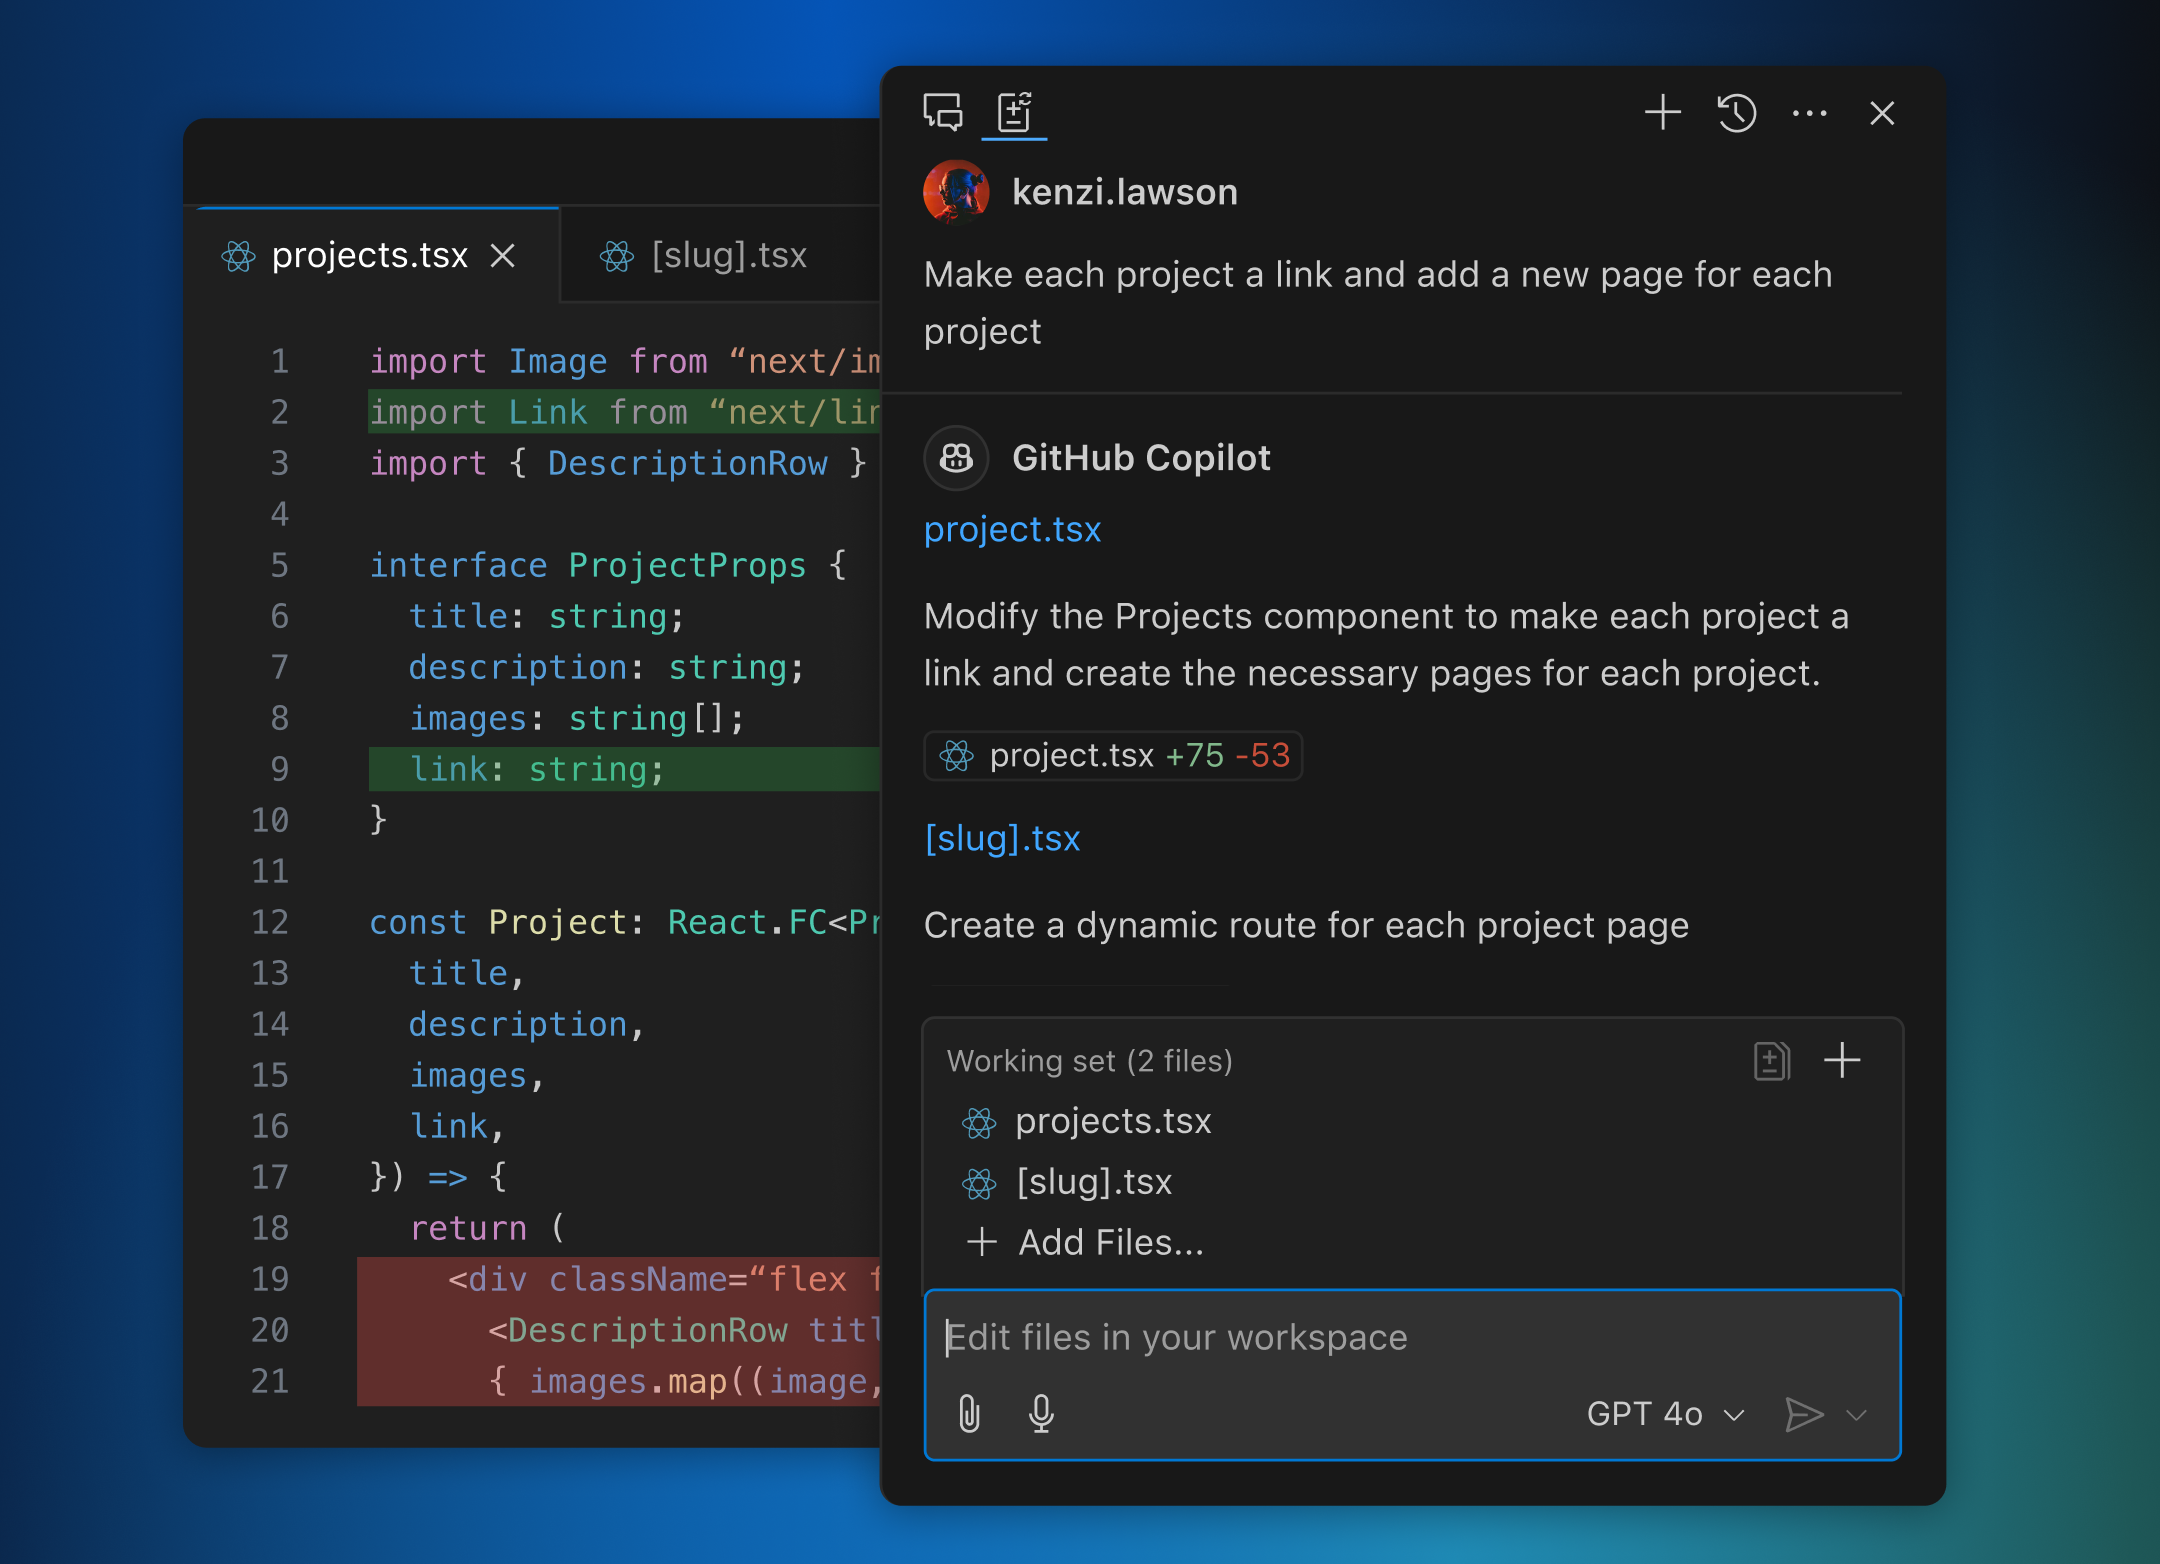 projects.tsx
[slug].tsx
1 import Image from “next/im
2 import Link from “next/lin
3 import { DescriptionRow }
4
5 interface ProjectProps {
6 title: string;
7 description: string;
8 images: string[];
9 link: string;
10 }
11
12 const Project: React.FC<Pr
13 title,
14 description,
15 images,
16 link,
17 }) => {
18 return (
19 <div className=“flex f
20 <DescriptionRow titl
21 { images.map((image,
kenzi.lawson
Make each project a link and add a new page for each
project
GitHub Copilot
project.tsx
Modify the Projects component to make each project a
link and create the necessary pages for each project.
project.tsx +75 -53
[slug].tsx
Create a dynamic route for each project page
Working set (2 files)
projects.tsx
[slug].tsx
Add Files...
Edit files in your workspace
GPT 4o